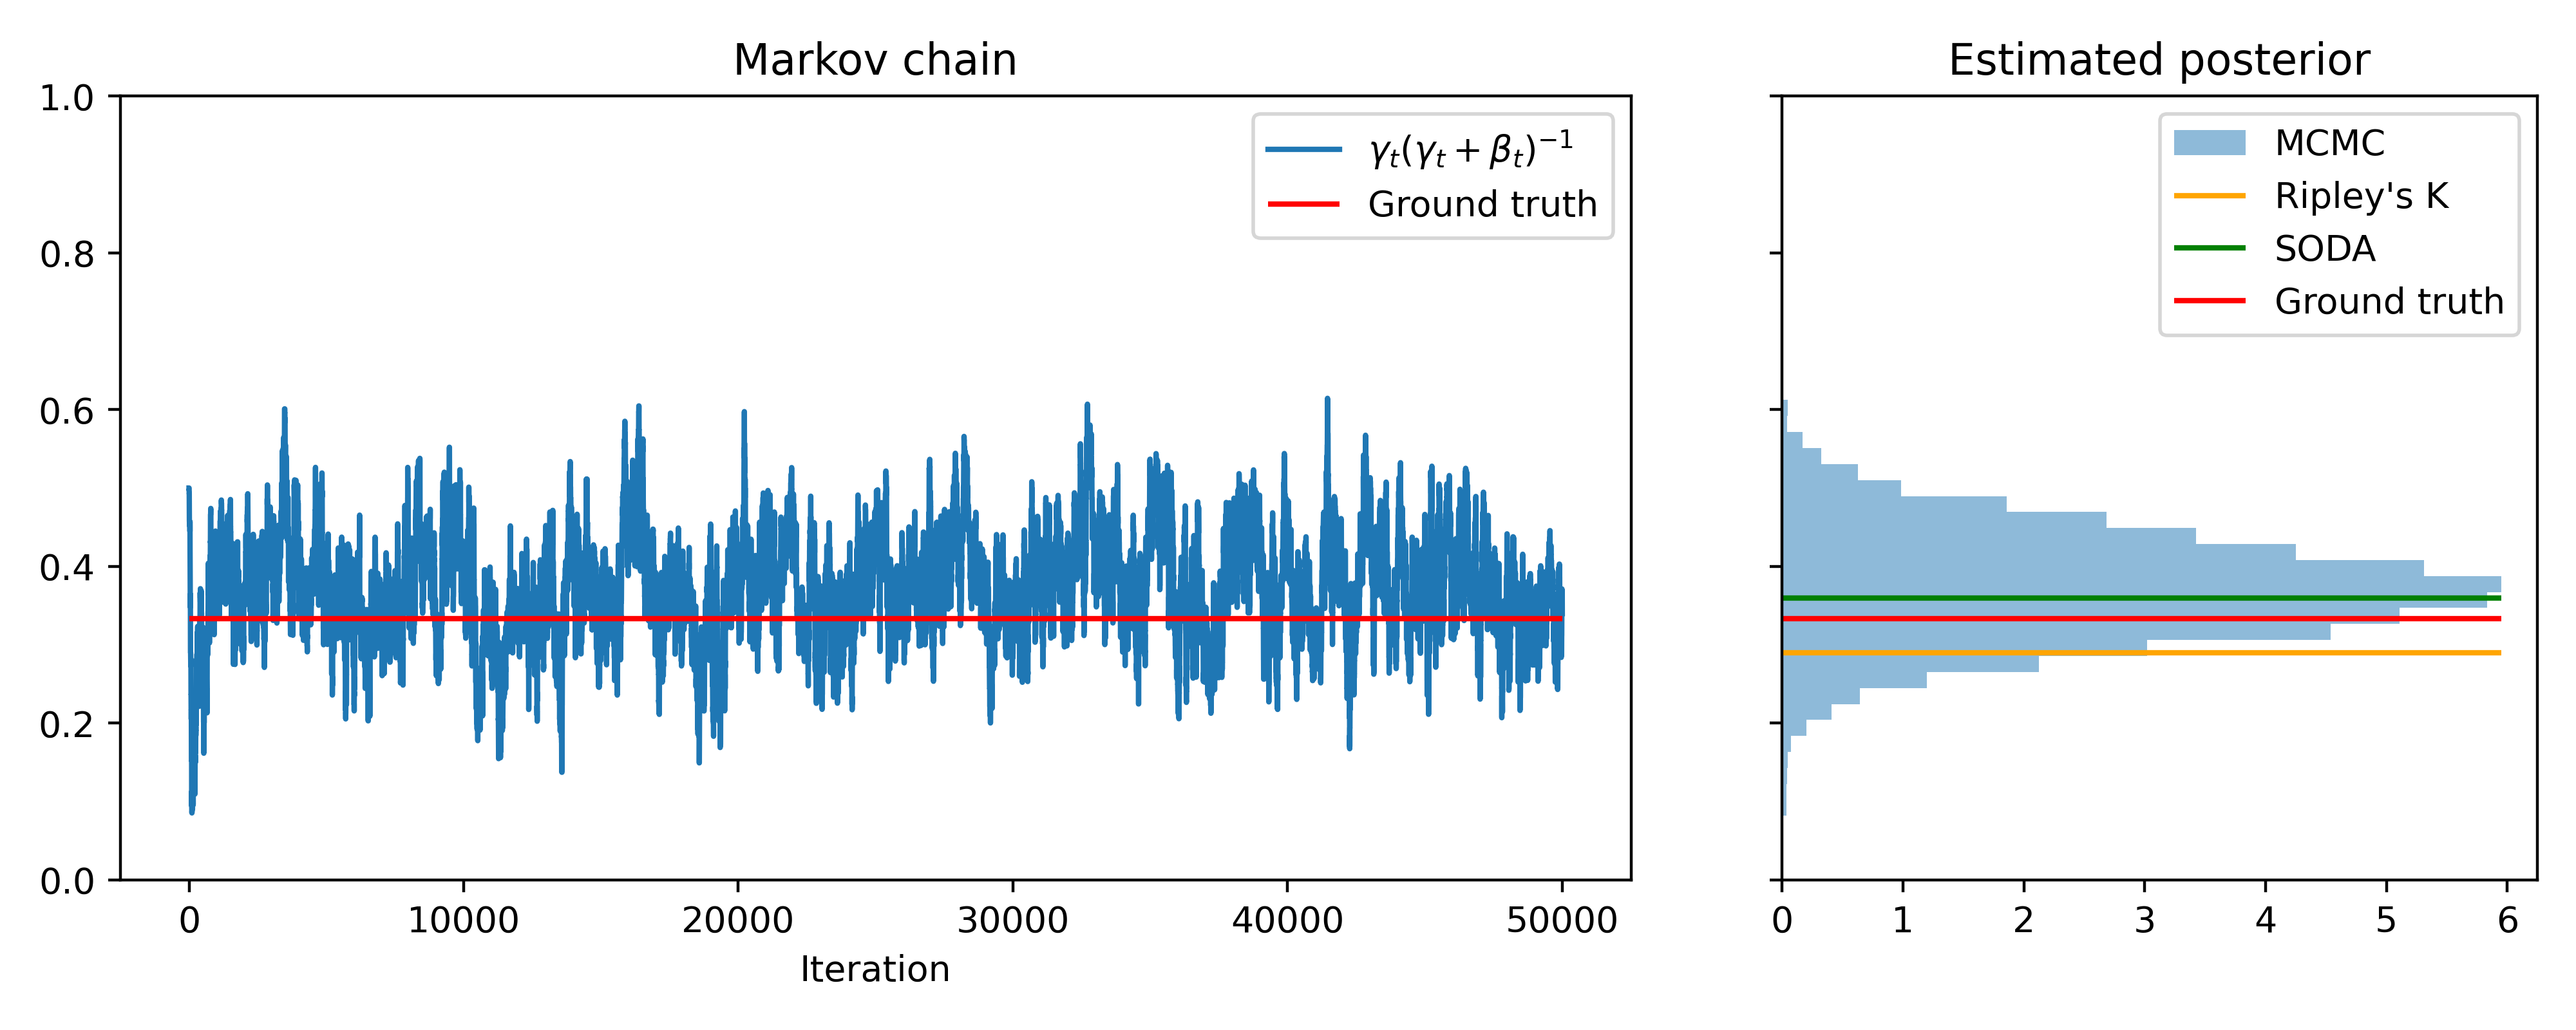 Markov chain
1.0
0.8
0.6
0.4
0.2
0.0
γₜ(γₜ + βₜ)⁻¹
Ground truth
0 10000 20000 30000 40000 50000
Iteration
Estimated posterior
MCMC
Ripley's K
SODA
Ground truth
0 1 2 3 4 5 6